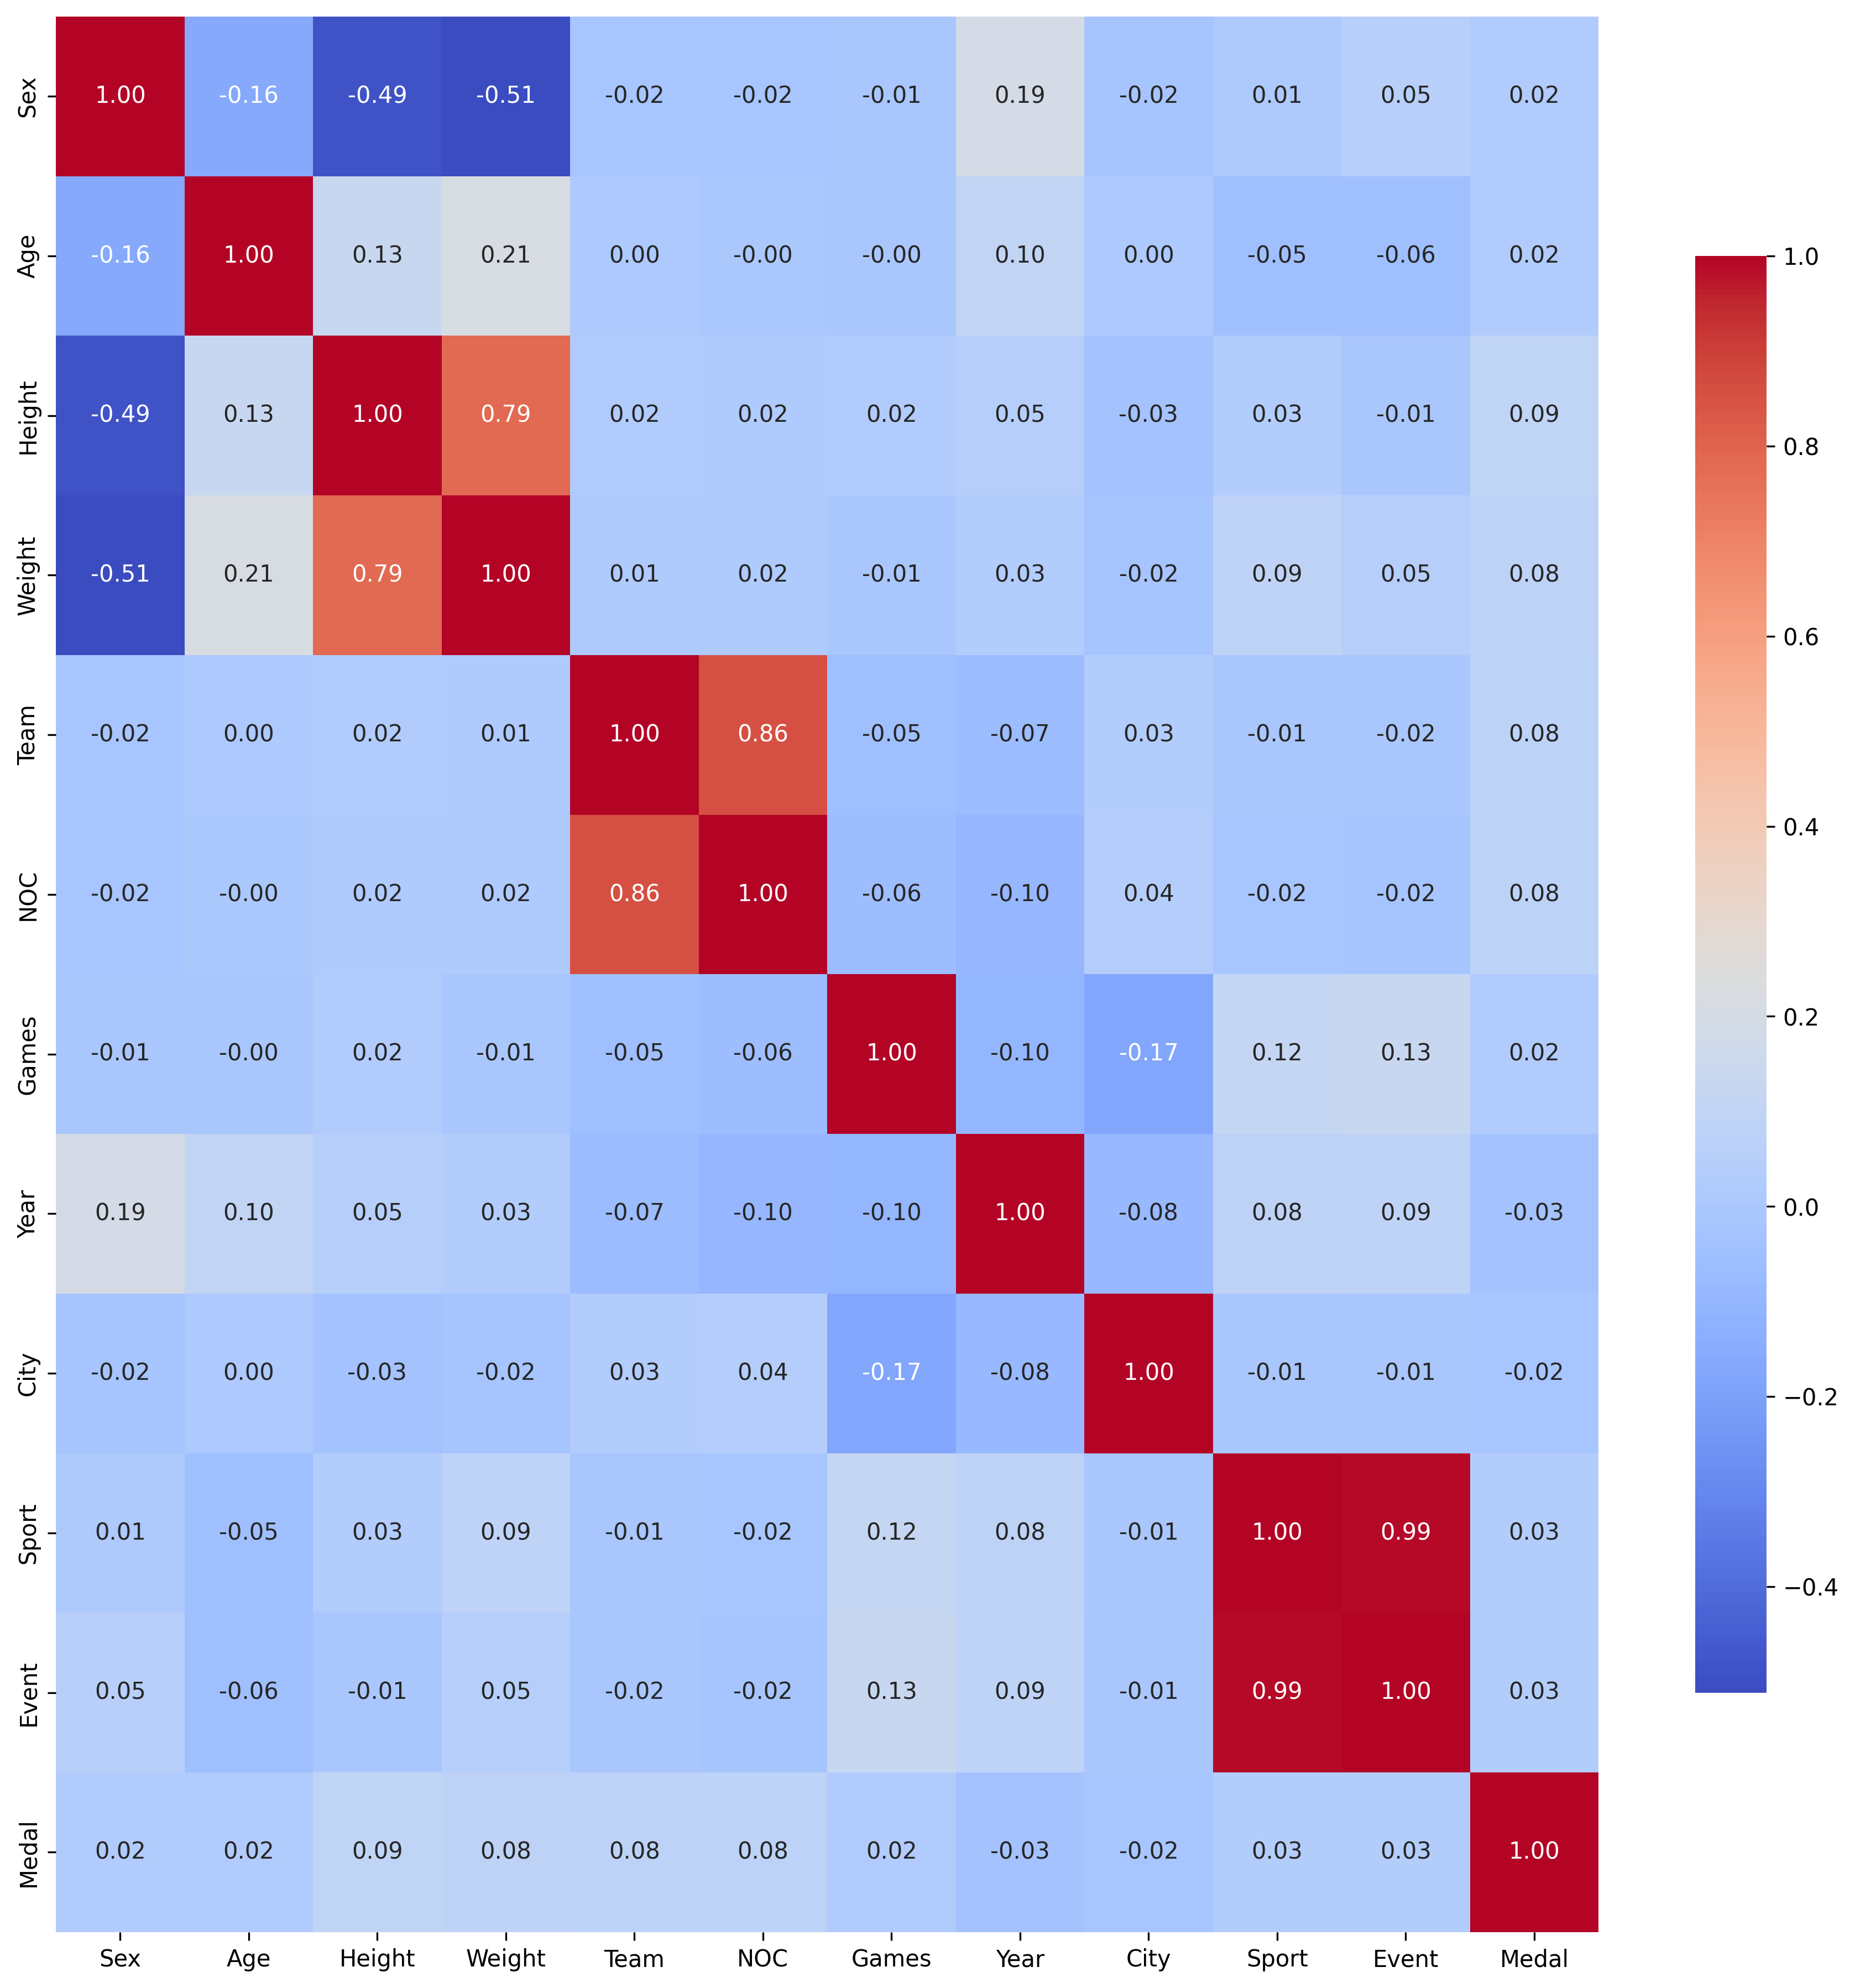 Sex 1.00 -0.16 -0.49 -0.51 -0.02 -0.02 -0.01 0.19 -0.02 0.01 0.05 0.02
Age -0.16 1.00 0.13 0.21 0.00 -0.00 -0.00 0.10 0.00 -0.05 -0.06 0.02
Height -0.49 0.13 1.00 0.79 0.02 0.02 0.02 0.05 -0.03 0.03 -0.01 0.09
Weight -0.51 0.21 0.79 1.00 0.01 0.02 -0.01 0.03 -0.02 0.09 0.05 0.08
Team -0.02 0.00 0.02 0.01 1.00 0.86 -0.05 -0.07 0.03 -0.01 -0.02 0.08
NOC -0.02 -0.00 0.02 0.02 0.86 1.00 -0.06 -0.10 0.04 -0.02 -0.02 0.08
Games -0.01 -0.00 0.02 -0.01 -0.05 -0.06 1.00 -0.10 -0.17 0.12 0.13 0.02
Year 0.19 0.10 0.05 0.03 -0.07 -0.10 -0.10 1.00 -0.08 0.08 0.09 -0.03
City -0.02 0.00 -0.03 -0.02 0.03 0.04 -0.17 -0.08 1.00 -0.01 -0.01 -0.02
Sport 0.01 -0.05 0.03 0.09 -0.01 -0.02 0.12 0.08 -0.01 1.00 0.99 0.03
Event 0.05 -0.06 -0.01 0.05 -0.02 -0.02 0.13 0.09 -0.01 0.99 1.00 0.03
Medal 0.02 0.02 0.09 0.08 0.08 0.08 0.02 -0.03 -0.02 0.03 0.03 1.00
Sex Age Height Weight Team NOC Games Year City Sport Event Medal
1.0
0.8
0.6
0.4
0.2
0.0
−0.2
−0.4